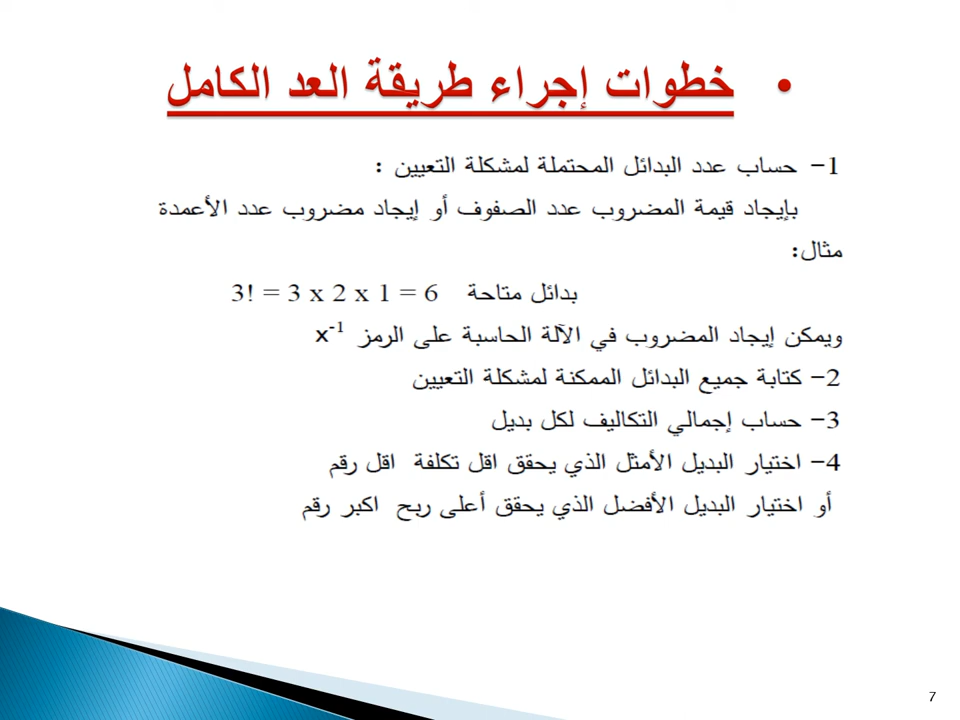 • خطوات إجراء طريقة العد الكامل
1- حساب عدد البدائل المحتملة لمشكلة التعيين :
بإيجاد قيمة المضروب عدد الصفوف أو إيجاد مضروب عدد الأعمدة
مثال:
3! = 3 x 2 x 1 = 6 بدائل متاحة
ويمكن إيجاد المضروب في الآلة الحاسبة على الرمز x⁻¹
2- كتابة جميع البدائل الممكنة لمشكلة التعيين
3- حساب إجمالي التكاليف لكل بديل
4- اختيار البديل الأمثل الذي يحقق اقل تكلفة اقل رقم
أو اختيار البديل الأفضل الذي يحقق أعلى ربح اكبر رقم
7